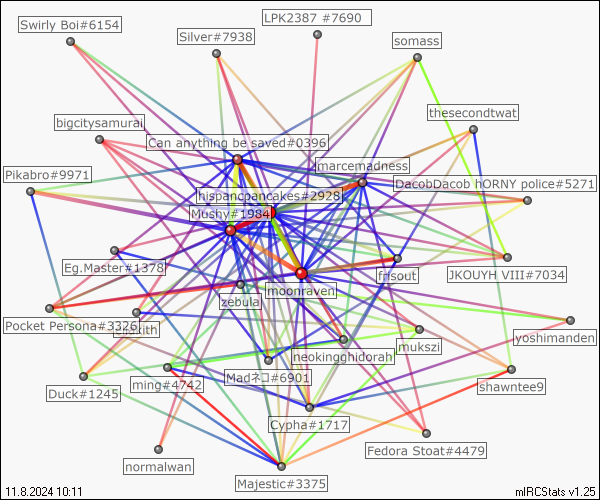 LPK2387 #7690
Swirly Boi#6154
Silver#7938
somass
thesecondtwat
bigcitysamurai
Can anything be saved#0396
marcemadness
Pikabro#9971
DacobDacob hORNY police#5271
hispancpancakes#2928
Mushy#1984
Eg.Master#1378
frfsout
JKOUYH VIII#7034
moonraven
zebula
Pocket Persona#3326
yoshimanden
mukszi
neokingghidorah
Madネコ#6901
ming#4742
shawntee9
Duck#1245
Cypha#1717
Fedora Stoat#4479
normalwan
Majestic#3375
11.8.2024 10:11
mIRCStats v1.25